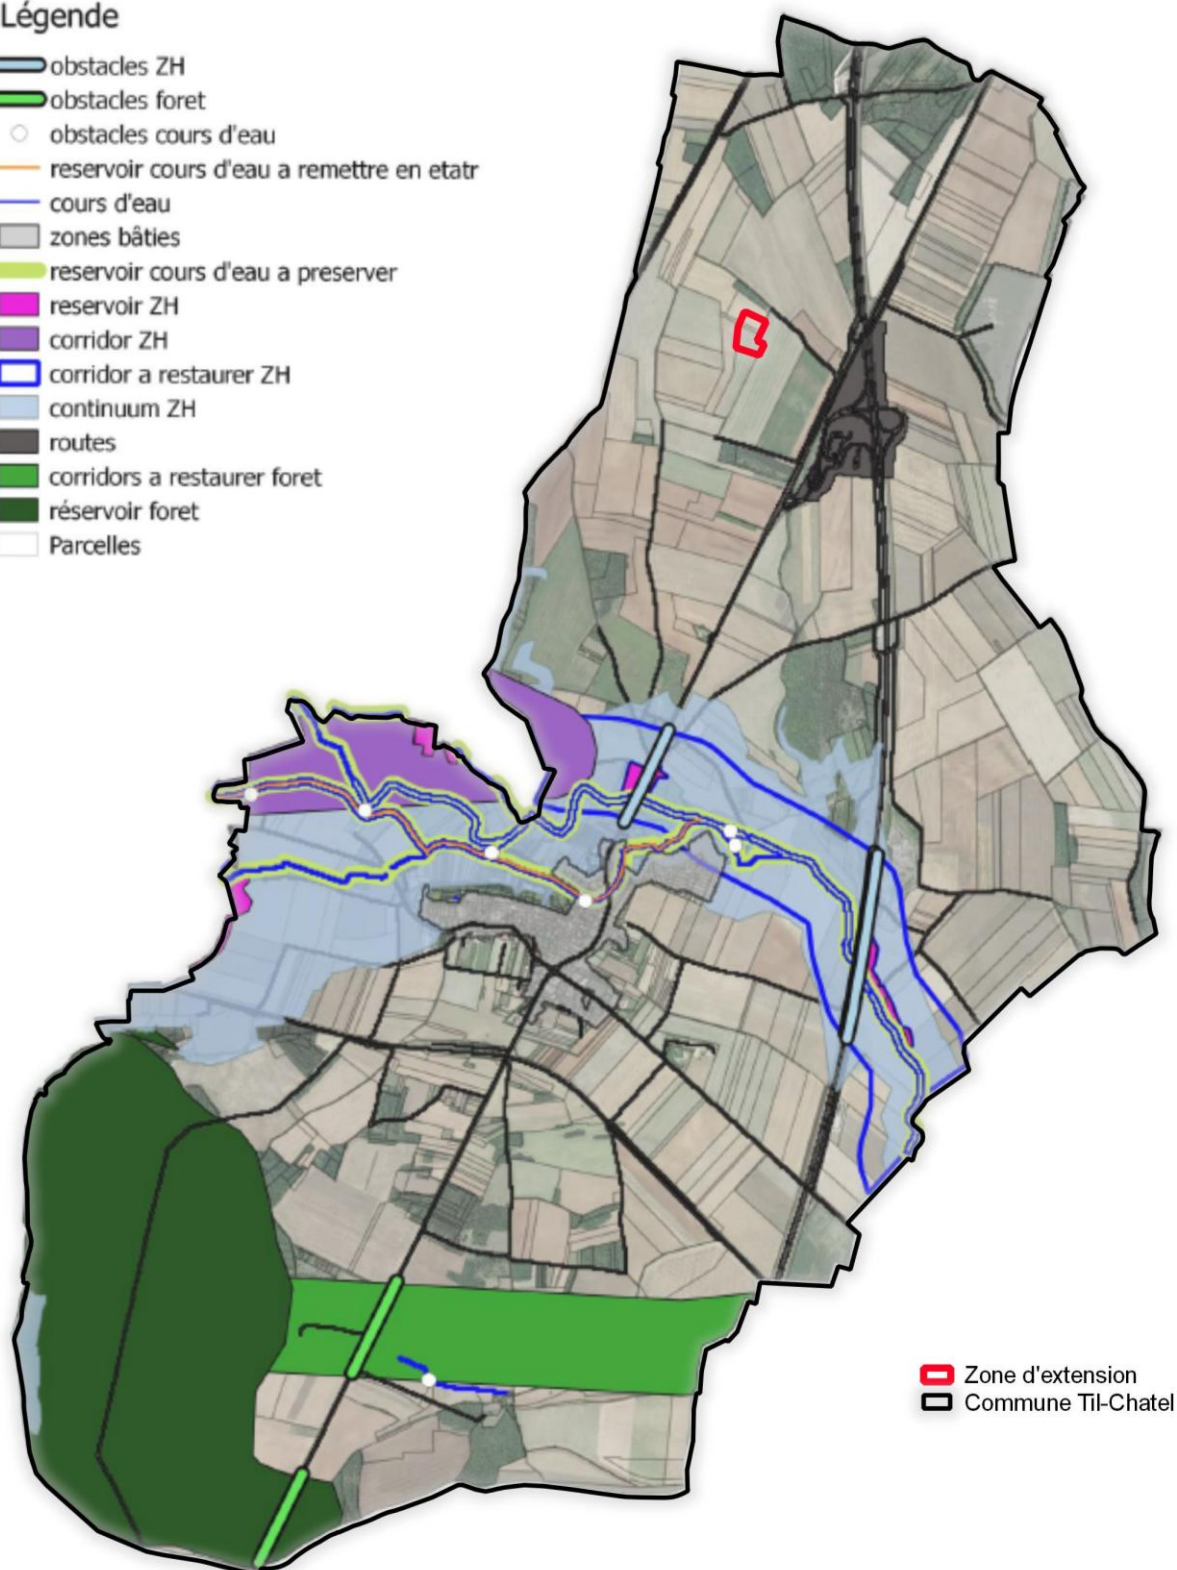 Légende
obstacles ZH
obstacles foret
obstacles cours d'eau
reservoir cours d'eau a remettre en etatr
cours d'eau
zones bâties
reservoir cours d'eau a preserver
reservoir ZH
corridor ZH
corridor a restaurer ZH
continuum ZH
routes
corridors a restaurer foret
réservoir foret
Parcelles
Zone d'extension
Commune Til-Chatel